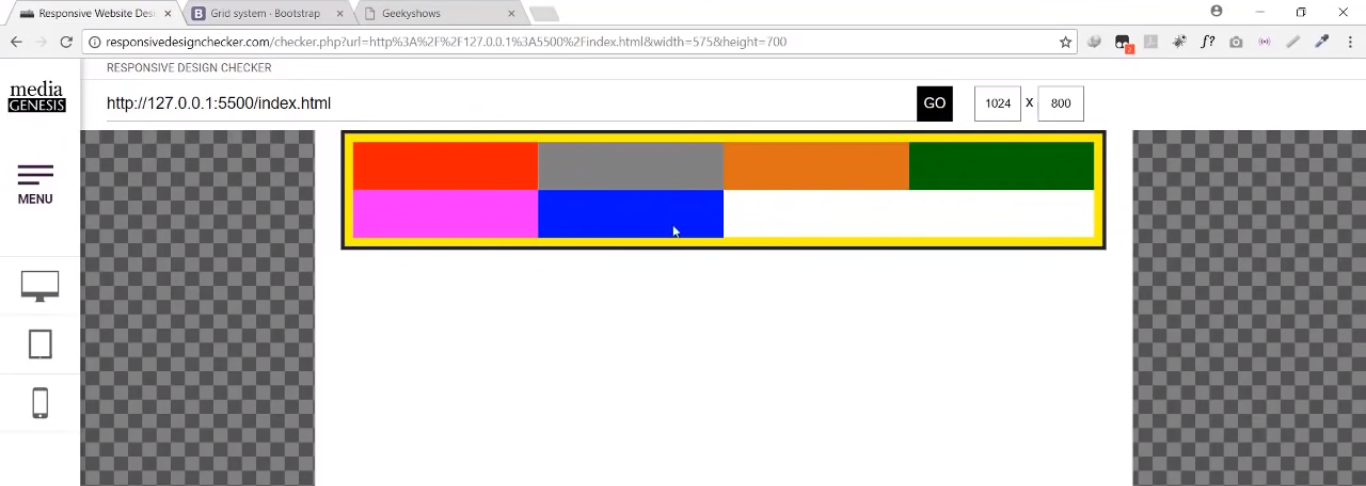 Responsive Website Des
Grid system · Bootstrap
Geekyshows
responsivedesignchecker.com/checker.php?url=http%3A%2F%2F127.0.0.1%3A5500%2Findex.html&width=575&height=700
f?
2
RESPONSIVE DESIGN CHECKER
media
GENESIS
http://127.0.0.1:5500/index.html
GO
1024 X 800
MENU